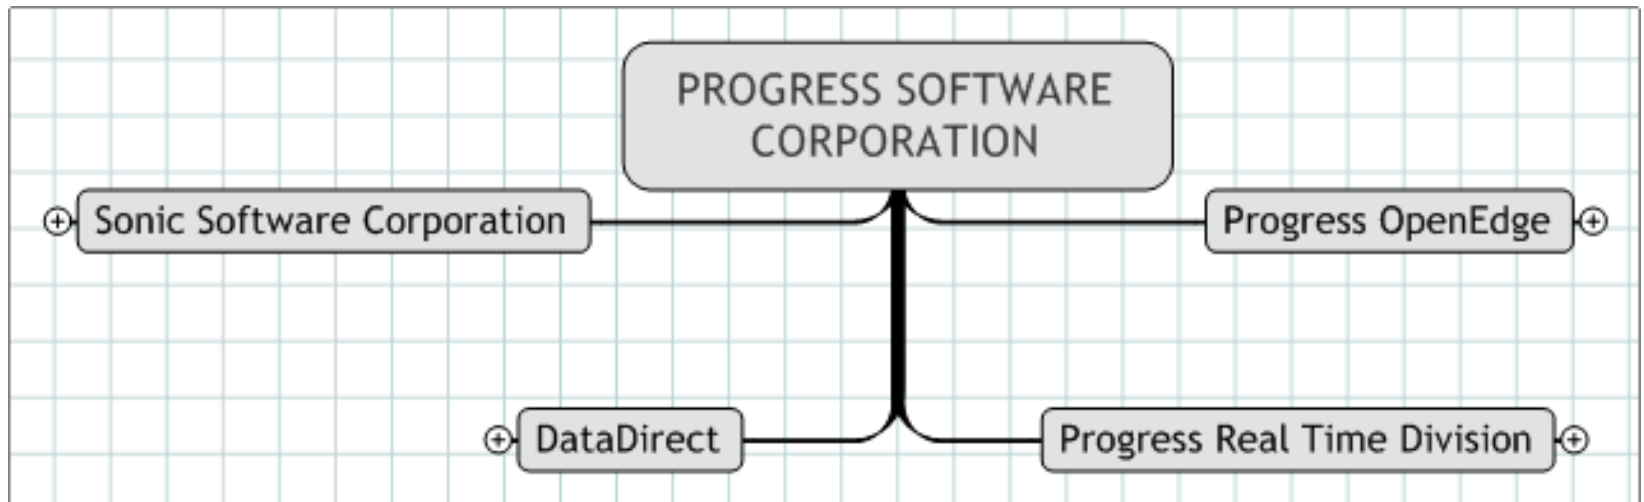 PROGRESS SOFTWARE
CORPORATION
Sonic Software Corporation
Progress OpenEdge
DataDirect
Progress Real Time Division